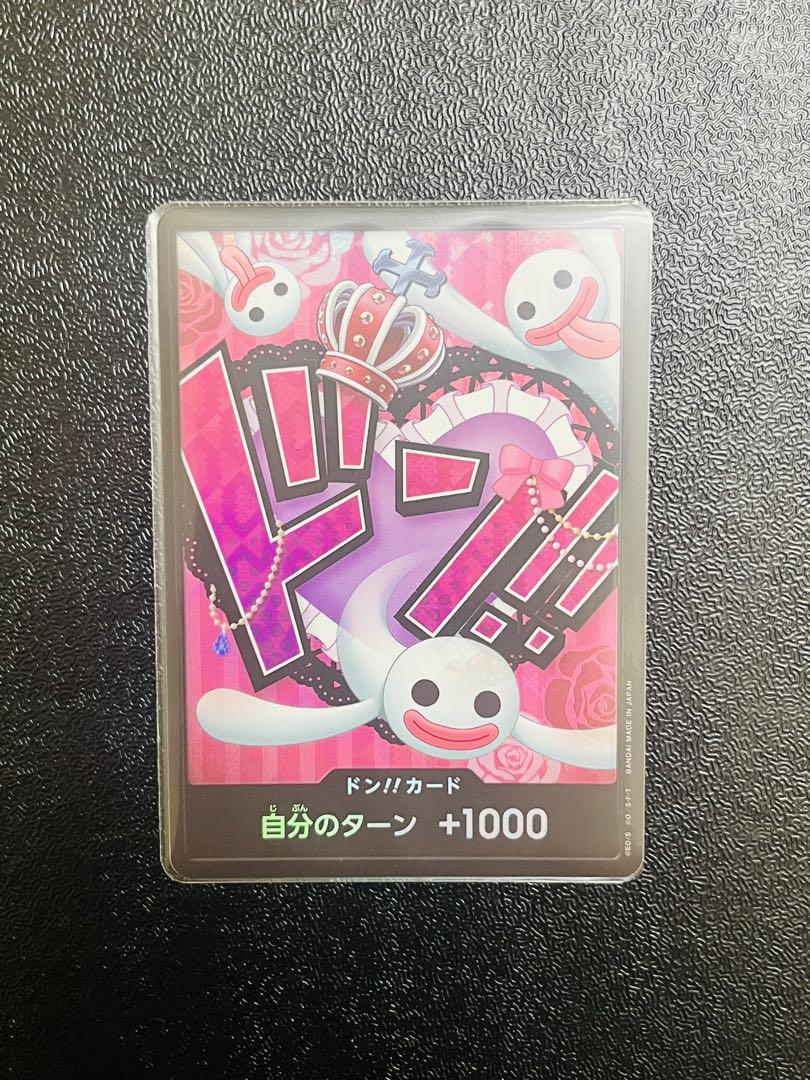 ドン!!
ドン!!カード
自分のターン +1000
じ ぶん
©EO/S ©O／S･F･T BANDAI MADE IN JAPAN